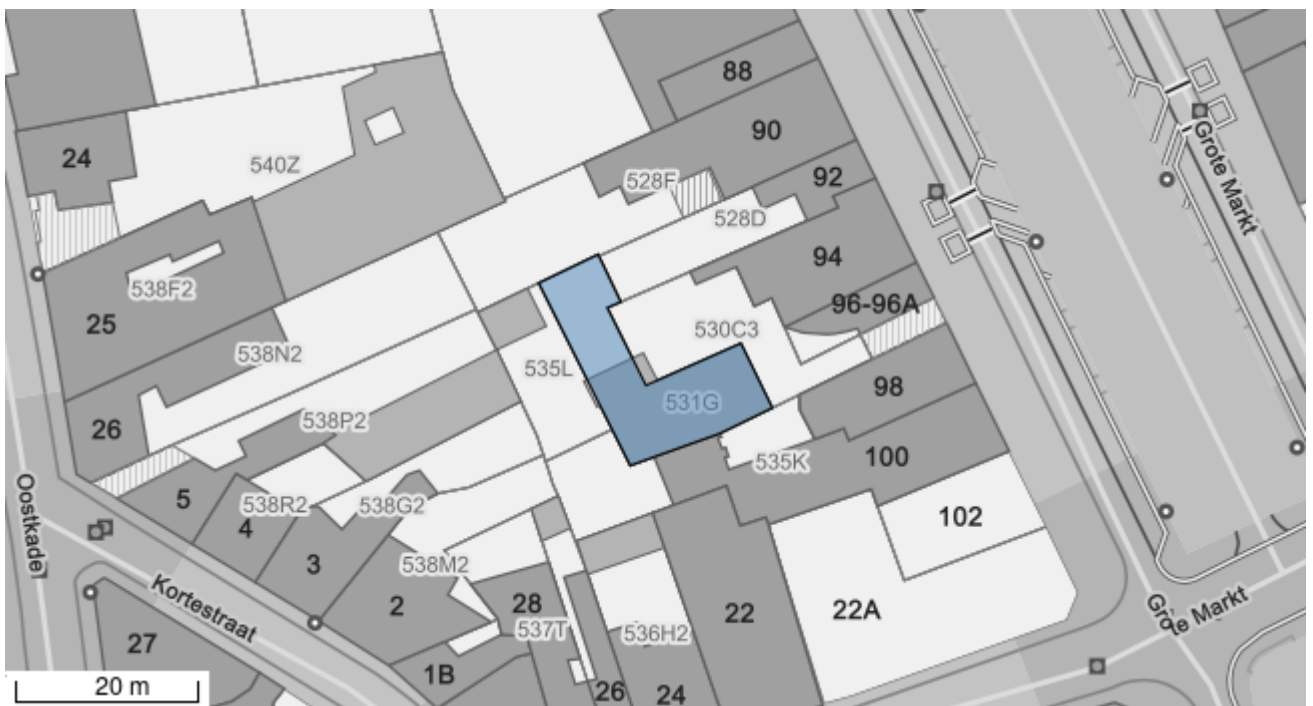 88
90
24
540Z
528F
92
528D
Grote Markt
94
538F2
96-96A
25
530C3
538N2
535L
98
531G
26
538P2
535K
100
5
538R2
538G2
102
4
Oostkade
3
538M2
Kortestraat
2
28
22
22A
Grote Markt
537T
536H2
27
1B
26
24
20 m